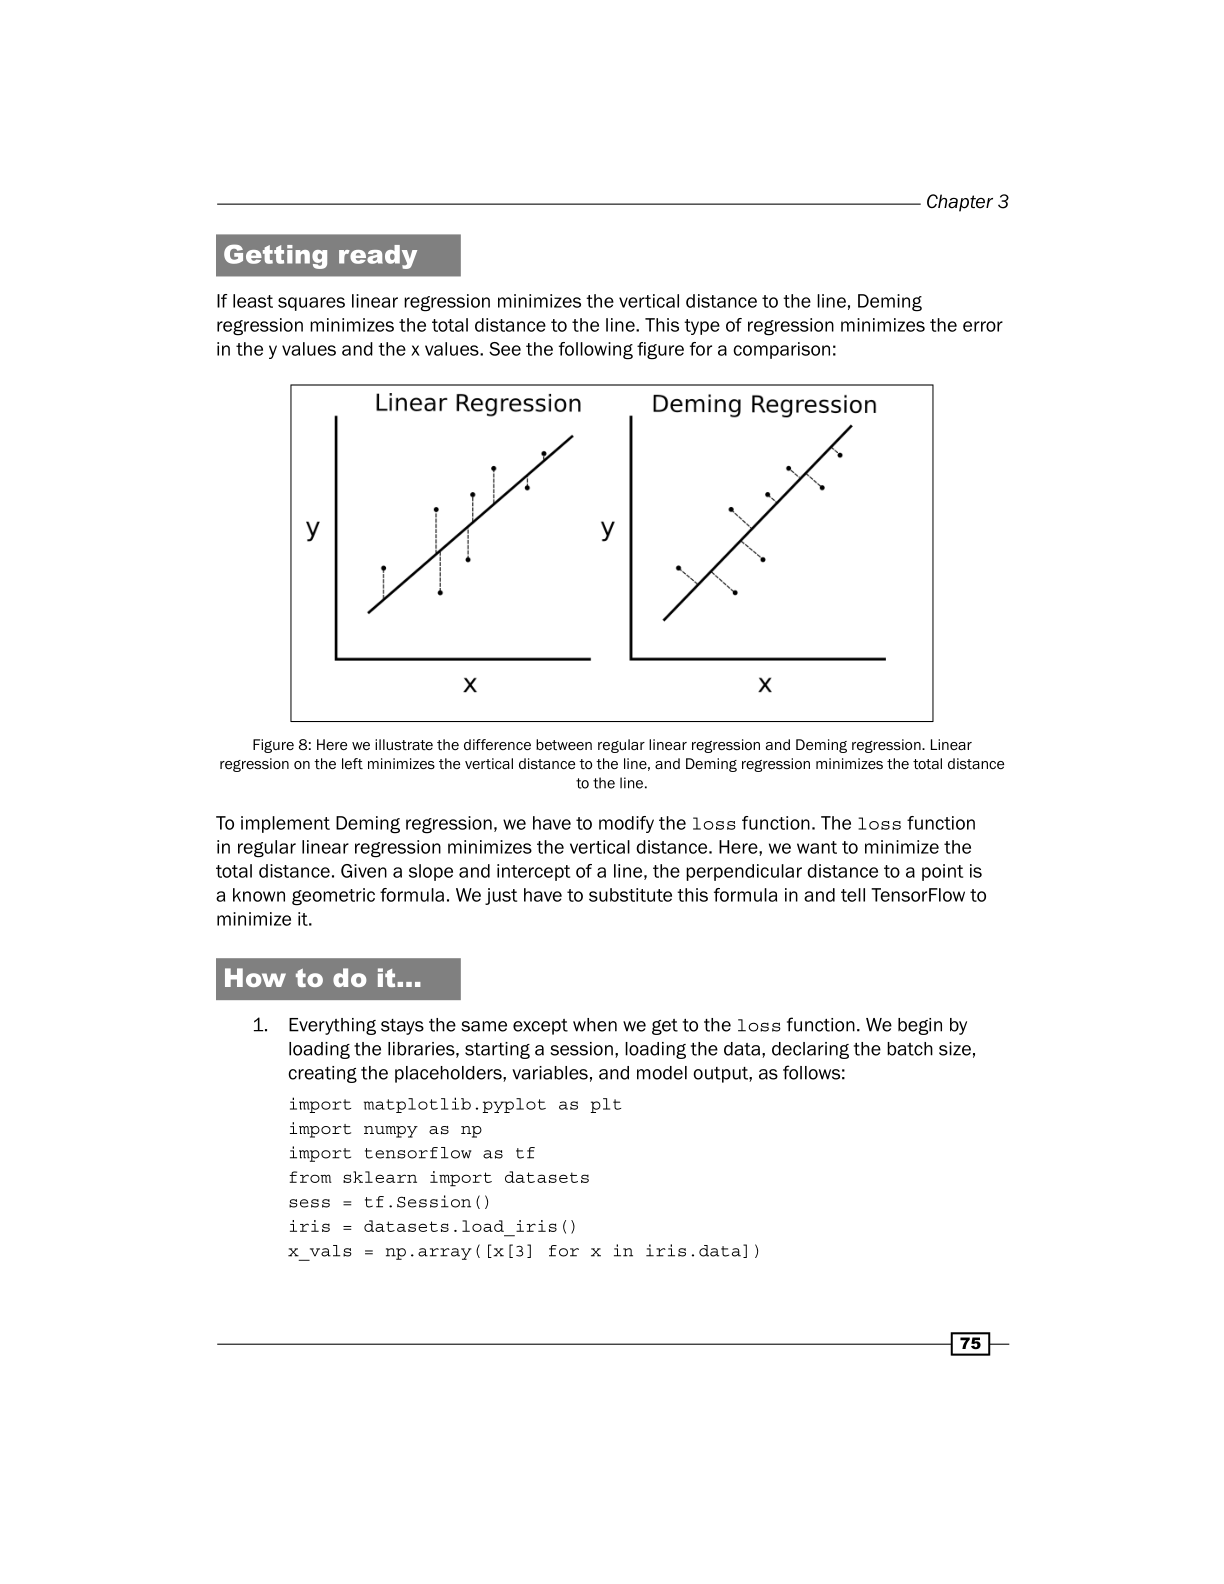 Chapter 3
Getting ready
If least squares linear regression minimizes the vertical distance to the line, Deming
regression minimizes the total distance to the line. This type of regression minimizes the error
in the y values and the x values. See the following figure for a comparison:
Linear Regression
y
x
Deming Regression
y
x
Figure 8: Here we illustrate the difference between regular linear regression and Deming regression. Linear
regression on the left minimizes the vertical distance to the line, and Deming regression minimizes the total distance
to the line.
To implement Deming regression, we have to modify the loss function. The loss function
in regular linear regression minimizes the vertical distance. Here, we want to minimize the
total distance. Given a slope and intercept of a line, the perpendicular distance to a point is
a known geometric formula. We just have to substitute this formula in and tell TensorFlow to
minimize it.
How to do it...
1. Everything stays the same except when we get to the loss function. We begin by
loading the libraries, starting a session, loading the data, declaring the batch size,
creating the placeholders, variables, and model output, as follows:
import matplotlib.pyplot as plt
import numpy as np
import tensorflow as tf
from sklearn import datasets
sess = tf.Session()
iris = datasets.load_iris()
x_vals = np.array([x[3] for x in iris.data])
75